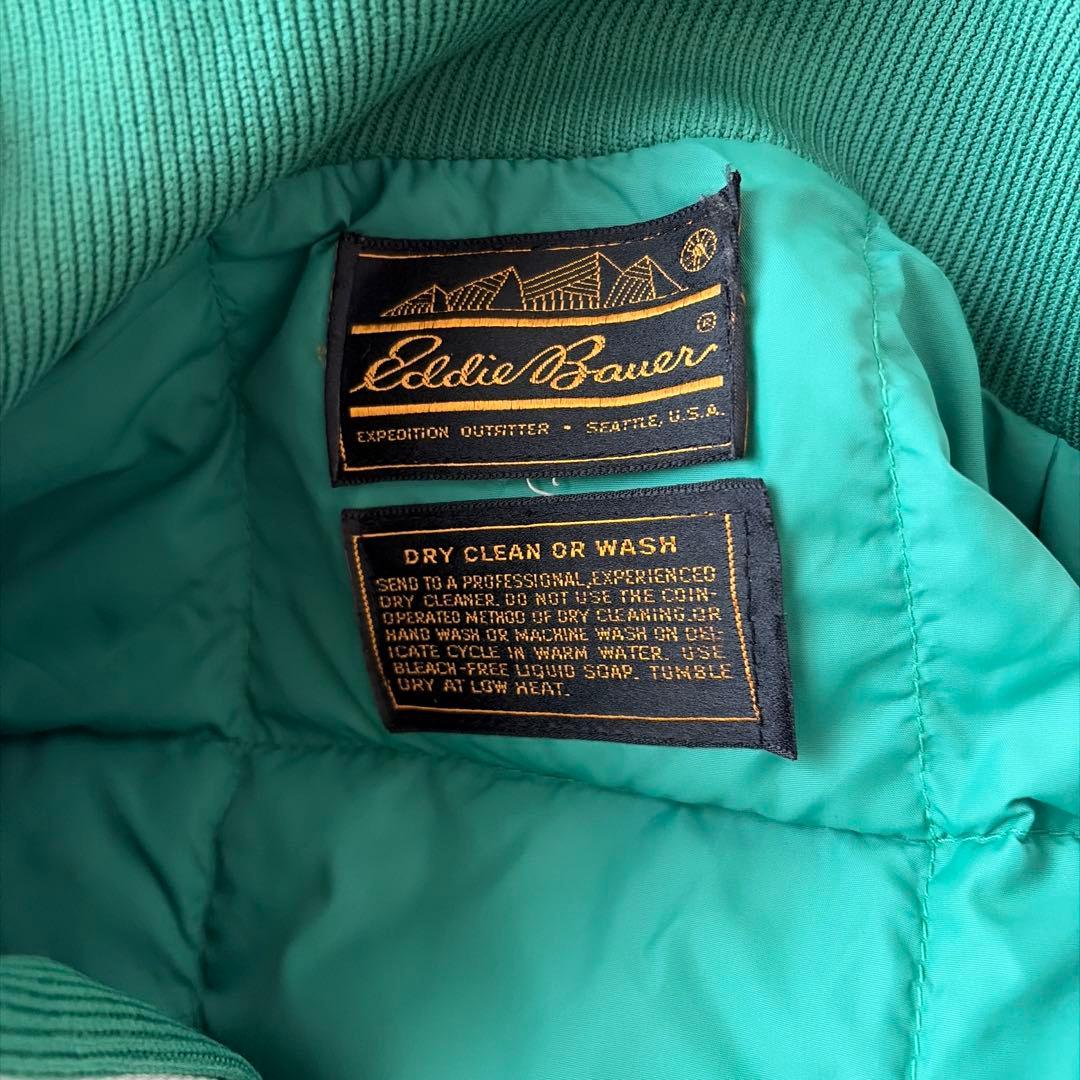 Eddie Bauer®
EXPEDITION OUTFITTER • SEATTLE, U.S.A.
DRY CLEAN OR WASH
SEND TO A PROFESSIONAL, EXPERIENCED
DRY CLEANER. DO NOT USE THE COIN-
OPERATED METHOD OF DRY CLEANING. OR
HAND WASH OR MACHINE WASH ON DEL-
ICATE CYCLE IN WARM WATER. USE
BLEACH-FREE LIQUID SOAP. TUMBLE
DRY AT LOW HEAT.